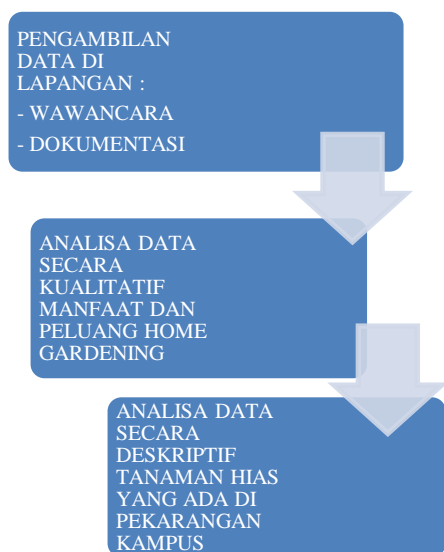 PENGAMBILAN
DATA DI
LAPANGAN :
- WAWANCARA
- DOKUMENTASI
ANALISA DATA
SECARA
KUALITATIF
MANFAAT DAN
PELUANG HOME
GARDENING
ANALISA DATA
SECARA
DESKRIPTIF
TANAMAN HIAS
YANG ADA DI
PEKARANGAN
KAMPUS